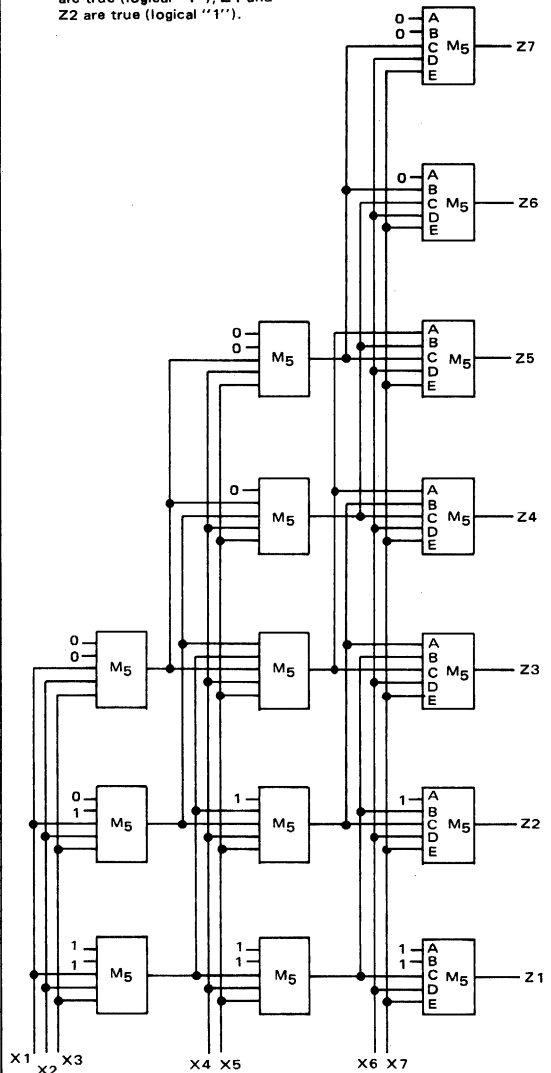 are true (logical "1"), Z1 and
Z2 are true (logical "1").
0 A
0 B
C M5 Z7
D
E
0 A
B
C M5 Z6
D
E
A
0 B
0 C M5 Z5
M5 D
E
0 A
B
M5 C M5 Z4
D
E
0 A
0 B
M5 M5 C M5 Z3
D
E
0 1 1 A
1 B
M5 M5 C M5 Z2
D
E
1 1 1 A
1 1 1 B
M5 M5 C M5 Z1
D
E
X1 X2 X3 X4 X5 X6 X7